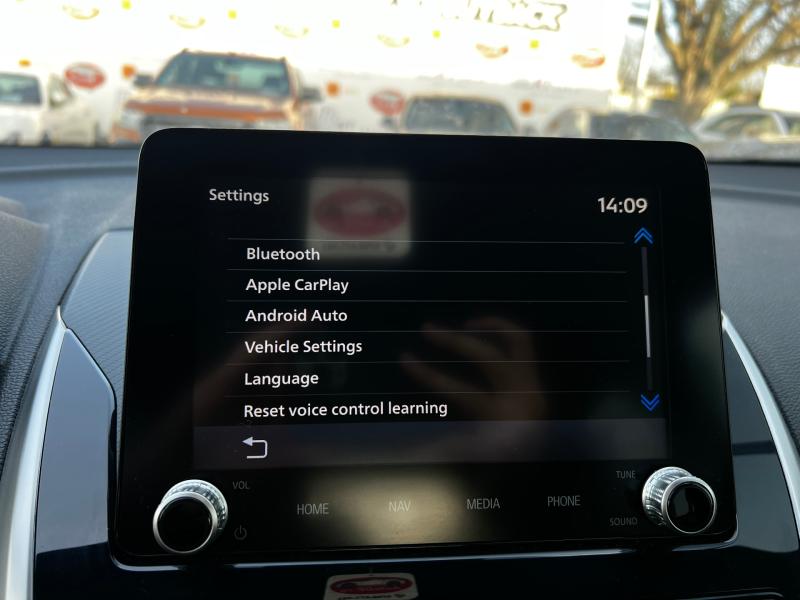 Settings
14:09
Bluetooth
Apple CarPlay
Android Auto
Vehicle Settings
Language
Reset voice control learning
VOL
TUNE
HOME
NAV
MEDIA
PHONE
SOUND